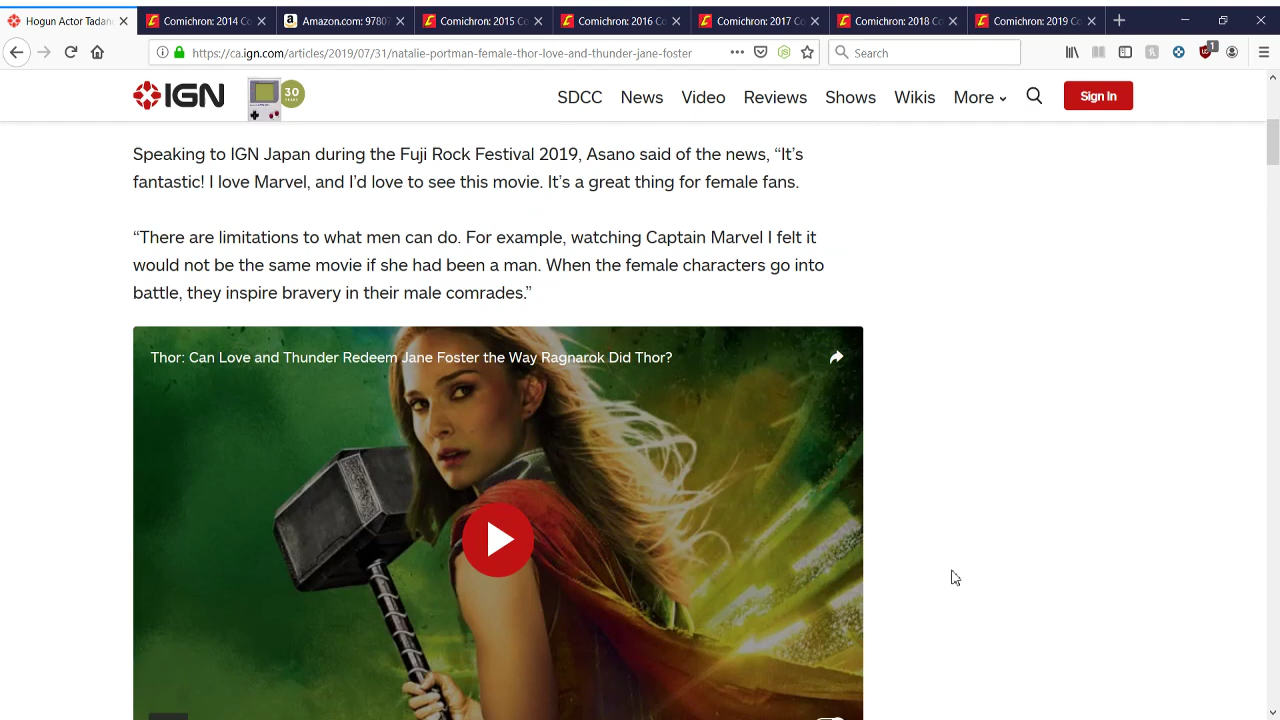 Hogun Actor Tadano
Comichron: 2014 Co
Amazon.com: 9780
Comichron: 2015 Co
Comichron: 2016 Co
Comichron: 2017 Co
Comichron: 2018 Co
Comichron: 2019 Co
https://ca.ign.com/articles/2019/07/31/natalie-portman-female-thor-love-and-thunder-jane-foster
Search
1
IGN
30
YEARS
SDCC News Video Reviews Shows Wikis More
Sign In
Speaking to IGN Japan during the Fuji Rock Festival 2019, Asano said of the news, “It’s
fantastic! I love Marvel, and I’d love to see this movie. It’s a great thing for female fans.
“There are limitations to what men can do. For example, watching Captain Marvel I felt it
would not be the same movie if she had been a man. When the female characters go into
battle, they inspire bravery in their male comrades.”
Thor: Can Love and Thunder Redeem Jane Foster the Way Ragnarok Did Thor?